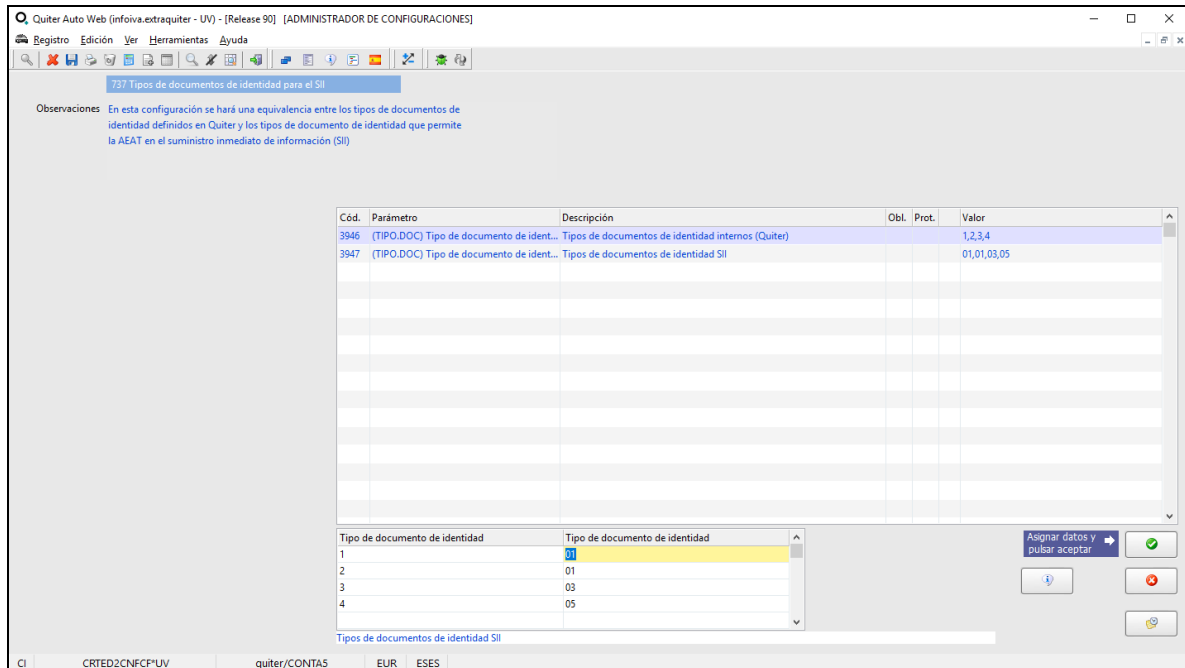 Quiter Auto Web (infoiva.extraquiter - UV) - [Release 90]   [ADMINISTRADOR DE CONFIGURACIONES]
Registro Edición Ver Herramientas Ayuda
737 Tipos de documentos de identidad para el SII
Observaciones En esta configuración se hará una equivalencia entre los tipos de documentos de
identidad definidos en Quiter y los tipos de documento de identidad que permite
la AEAT en el suministro inmediato de información (SII)
Cód. Parámetro Descripción Obl. Prot. Valor
3946 (TIPO.DOC) Tipo de documento de ident... Tipos de documentos de identidad internos (Quiter) 1,2,3,4
3947 (TIPO.DOC) Tipo de documento de ident... Tipos de documentos de identidad SII 01,01,03,05
Tipo de documento de identidad Tipo de documento de identidad
1 01
2 01
3 03
4 05
Asignar datos y
pulsar aceptar
Tipos de documentos de identidad SII
CI CRTED2CNFCF*UV quiter/CONTA5 EUR ESES